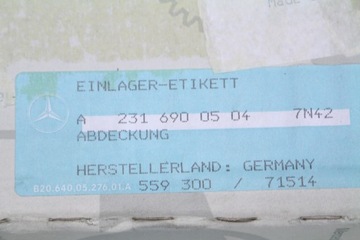 EINLAGER-ETIKETT
A 231 690 05 04 7N42
ABDECKUNG
HERSTELLERLAND: GERMANY
B20.640.05.276.01.A 559 300 / 71514